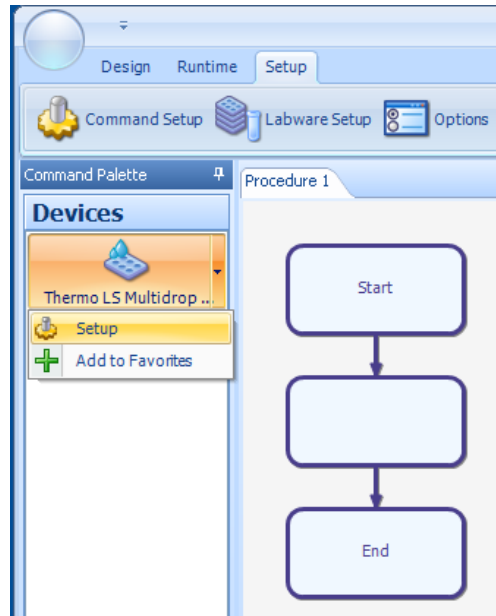 Design Runtime Setup
Command Setup Labware Setup Options
Command Palette
Procedure 1
Devices
Thermo LS Multidrop ...
Setup
Add to Favorites
Start
End